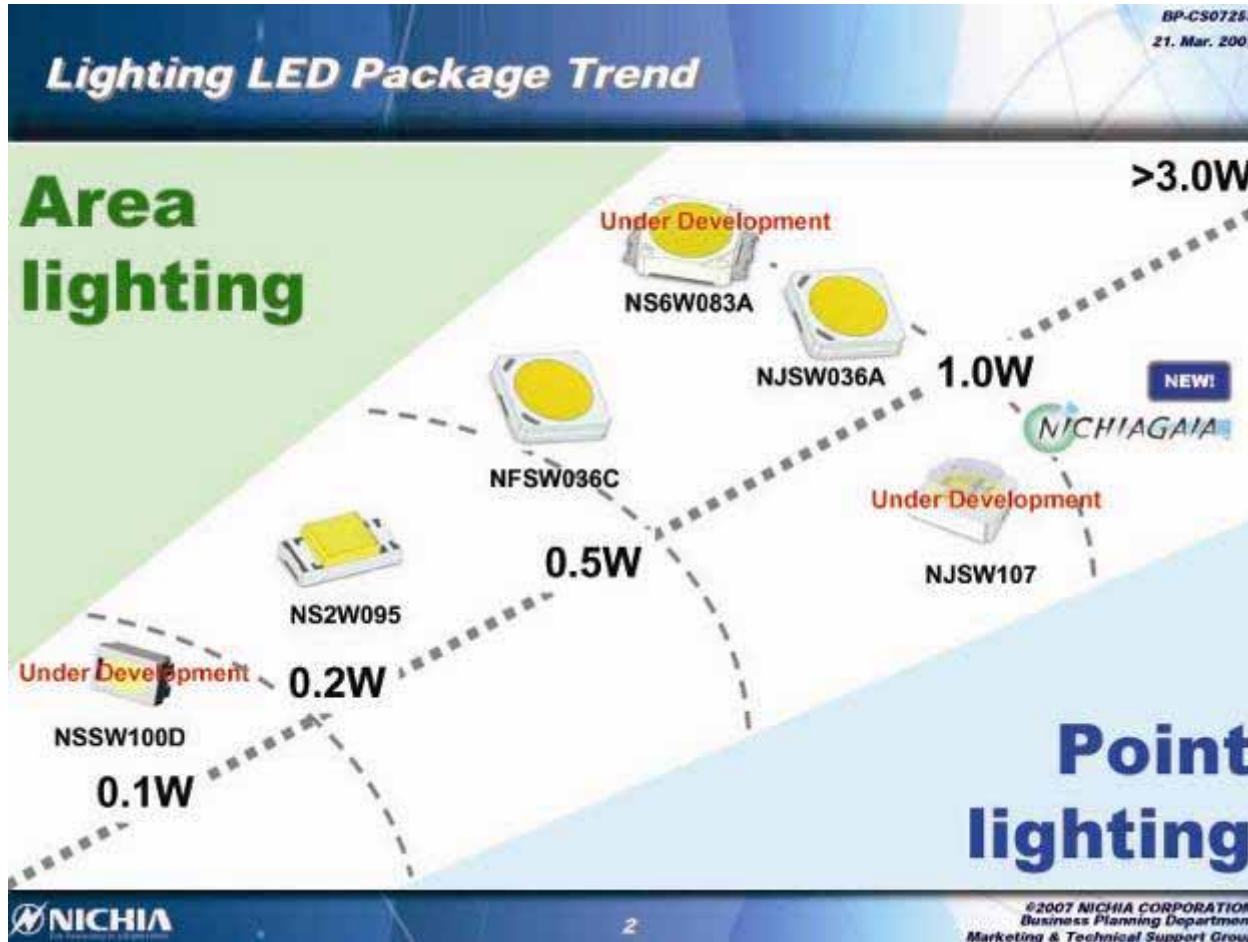 BP-CS0725
21. Mar. 200
Lighting LED Package Trend
Area
lighting
>3.0W
Under Development
NS6W083A
NJSW036A
1.0W
NEW!
NICHIAGAIA
NFSW036C
Under Development
NJSW107
0.5W
NS2W095
Under Development
0.2W
NSSW100D
0.1W
Point
lighting
NICHIA
2
©2007 NICHIA CORPORATION
Business Planning Departmen
Marketing & Technical Support Grou